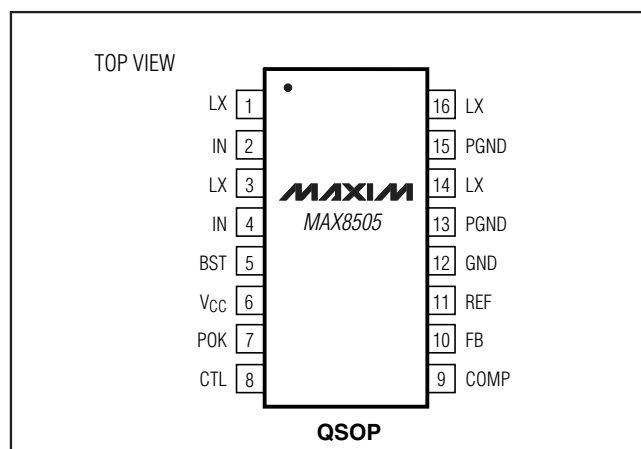 TOP VIEW
LX 1
IN 2
LX 3
IN 4
BST 5
VCC 6
POK 7
CTL 8
MAXIM
MAX8505
16 LX
15 PGND
14 LX
13 PGND
12 GND
11 REF
10 FB
9 COMP
QSOP